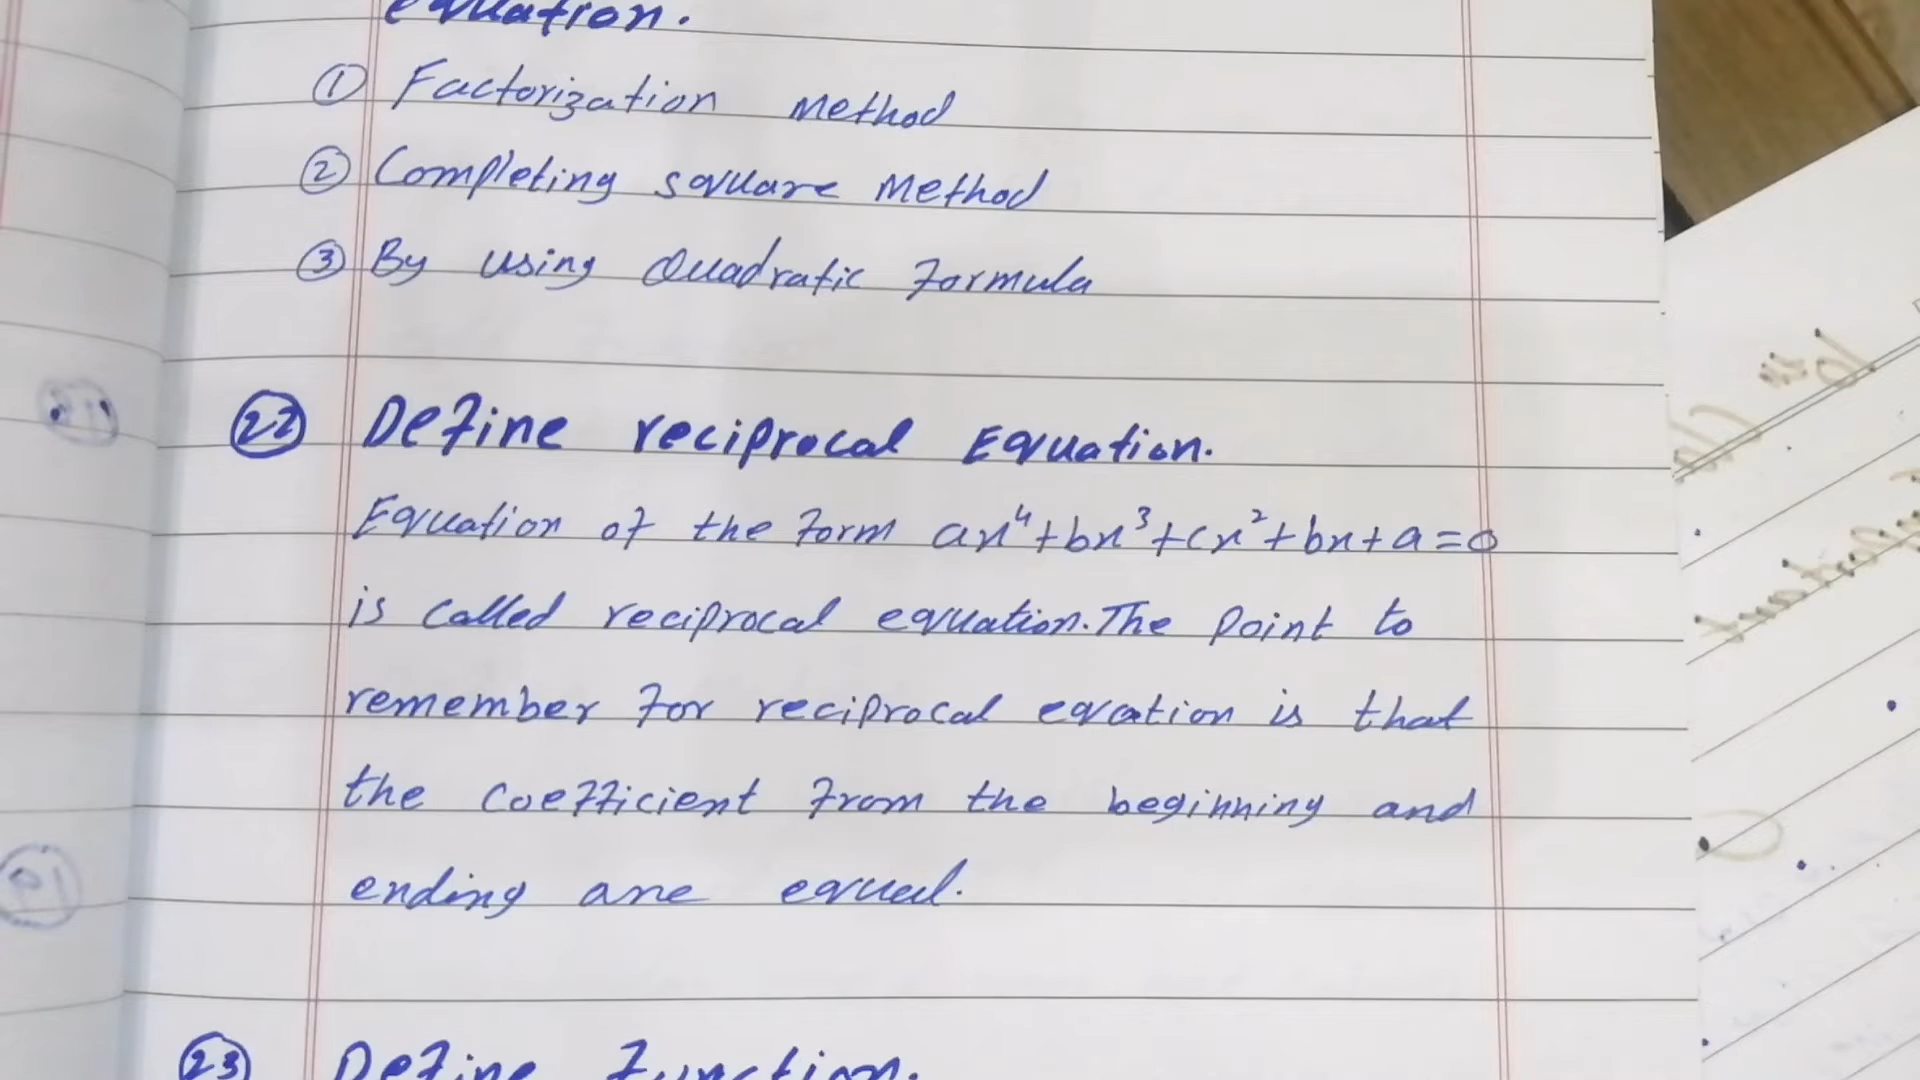 equation.
① Factorization Method
② Completing square Method
③ By using Quadratic Formula
22 Define reciprocal Equation.
Equation of the form ax⁴+bx³+cx²+bx+a=0
is called reciprocal equation. The point to
remember for reciprocal eqation is that
the coefficient from the beginning and
ending are equal.
23 Define Function.